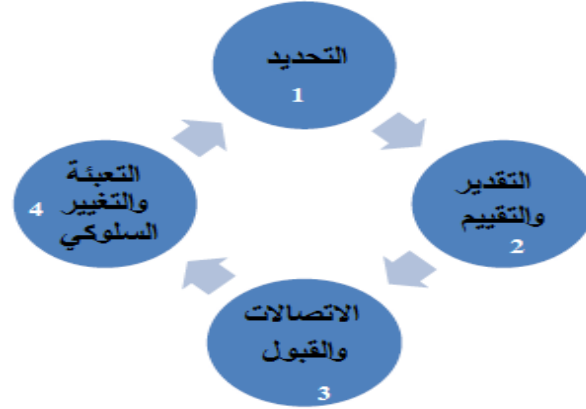 التحديد
1
التقدير
والتقييم
2
الاتصالات
والقبول
3
التعبئة
والتغيير
السلوكي
4